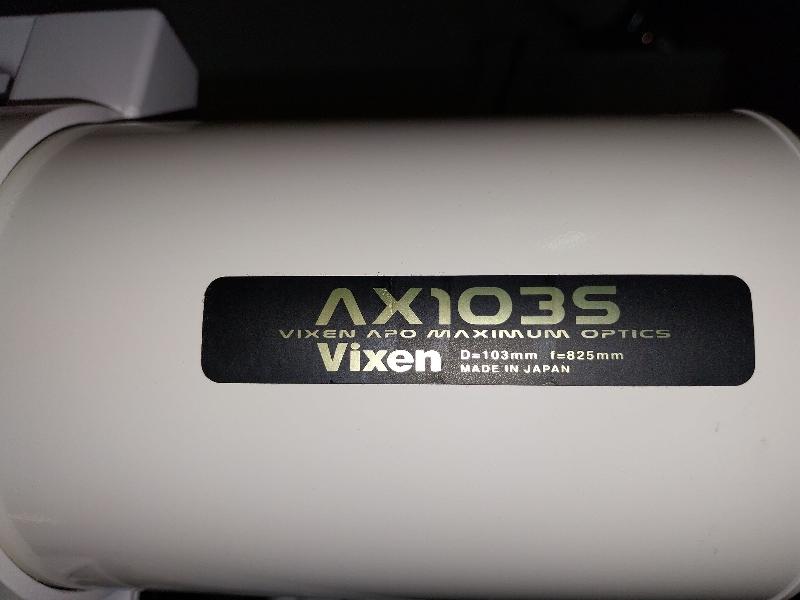 AX103S
VIXEN APO MAXIMUM OPTICS
Vixen D=103mm f=825mm
MADE IN JAPAN